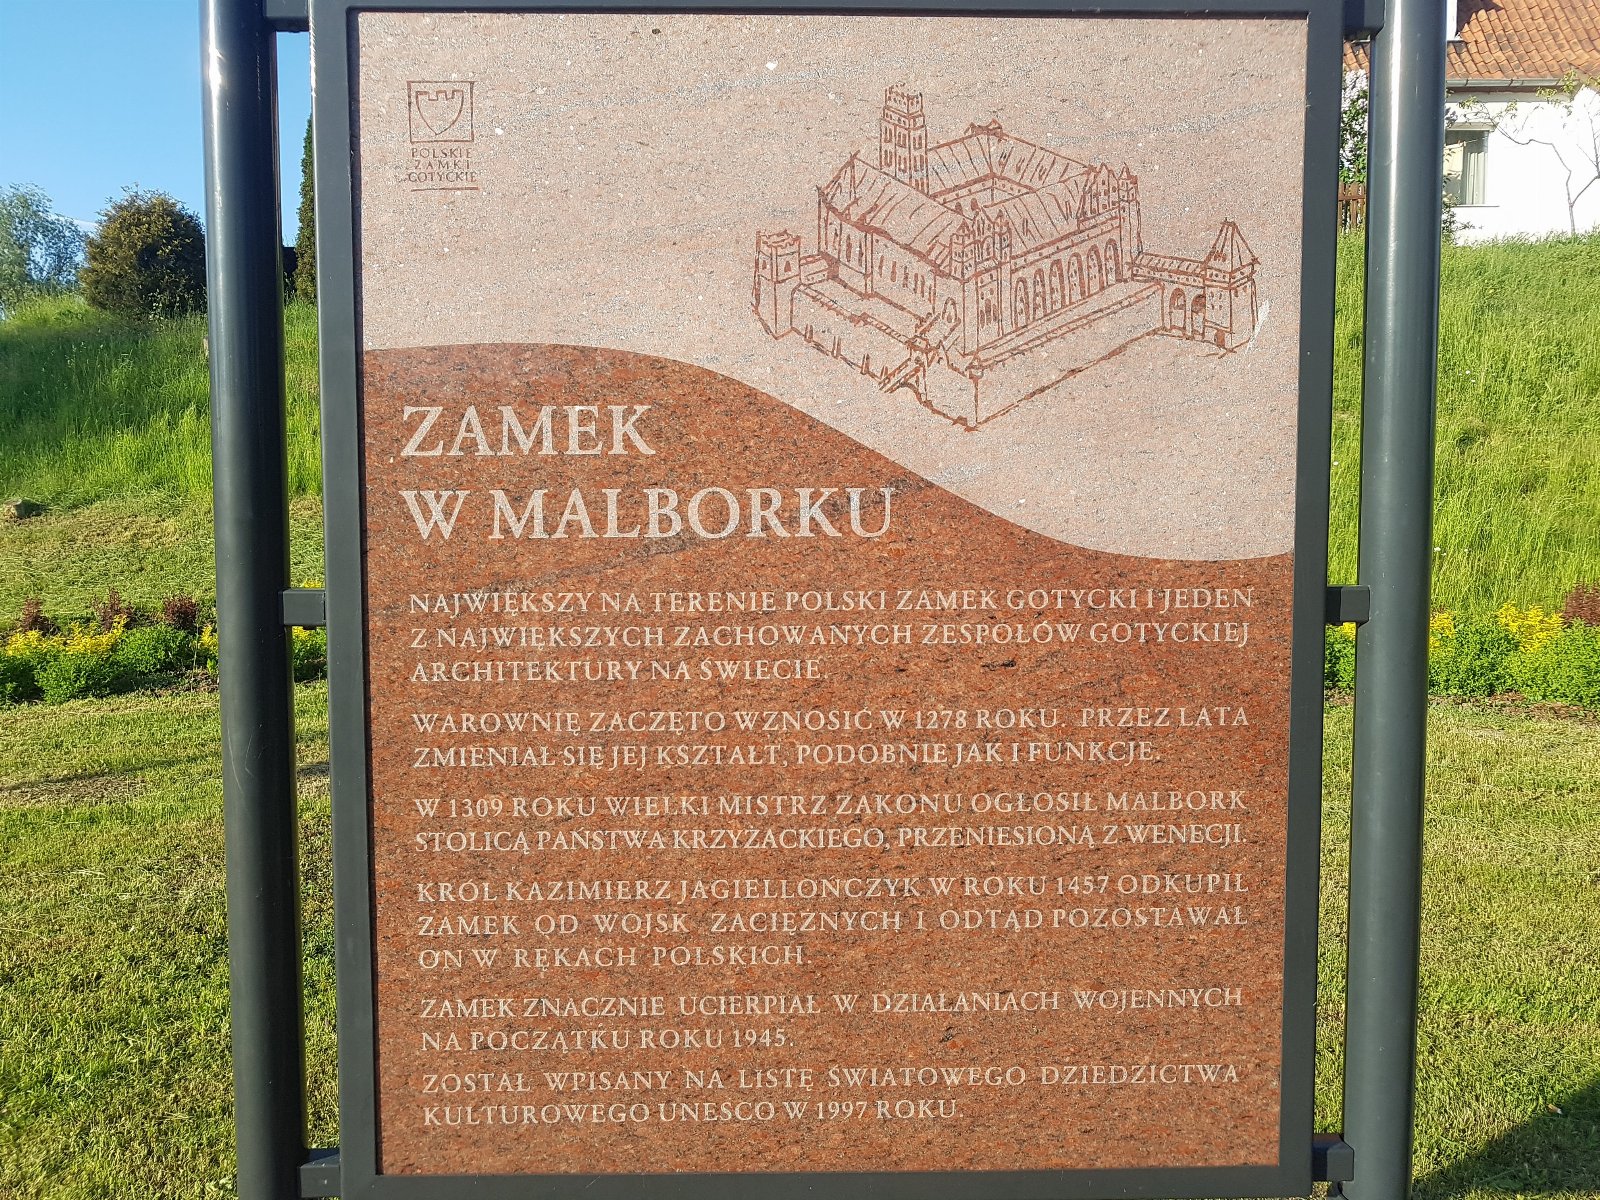 POLSKIE
ZAMKI
GOTYCKIE
ZAMEK
W MALBORKU
NAJWIĘKSZY NA TERENIE POLSKI ZAMEK GOTYCKI I JEDEN
Z NAJWIĘKSZYCH ZACHOWANYCH ZESPOŁÓW GOTYCKIEJ
ARCHITEKTURY NA ŚWIECIE.
WAROWNIĘ ZACZĘTO WZNOSIĆ W 1278 ROKU. PRZEZ LATA
ZMIENIAŁ SIĘ JEJ KSZTAŁT, PODOBNIE JAK I FUNKCJE.
W 1309 ROKU WIELKI MISTRZ ZAKONU OGŁOSIŁ MALBORK
STOLICĄ PAŃSTWA KRZYŻACKIEGO, PRZENIESIONĄ Z WENECJI.
KRÓL KAZIMIERZ JAGIELLOŃCZYK W ROKU 1457 ODKUPIŁ
ZAMEK OD WOJSK ZACIĘŻNYCH I ODTĄD POZOSTAWAŁ
ON W RĘKACH POLSKICH.
ZAMEK ZNACZNIE UCIERPIAŁ W DZIAŁANIACH WOJENNYCH
NA POCZĄTKU ROKU 1945.
ZOSTAŁ WPISANY NA LISTĘ ŚWIATOWEGO DZIEDZICTWA
KULTUROWEGO UNESCO W 1997 ROKU.